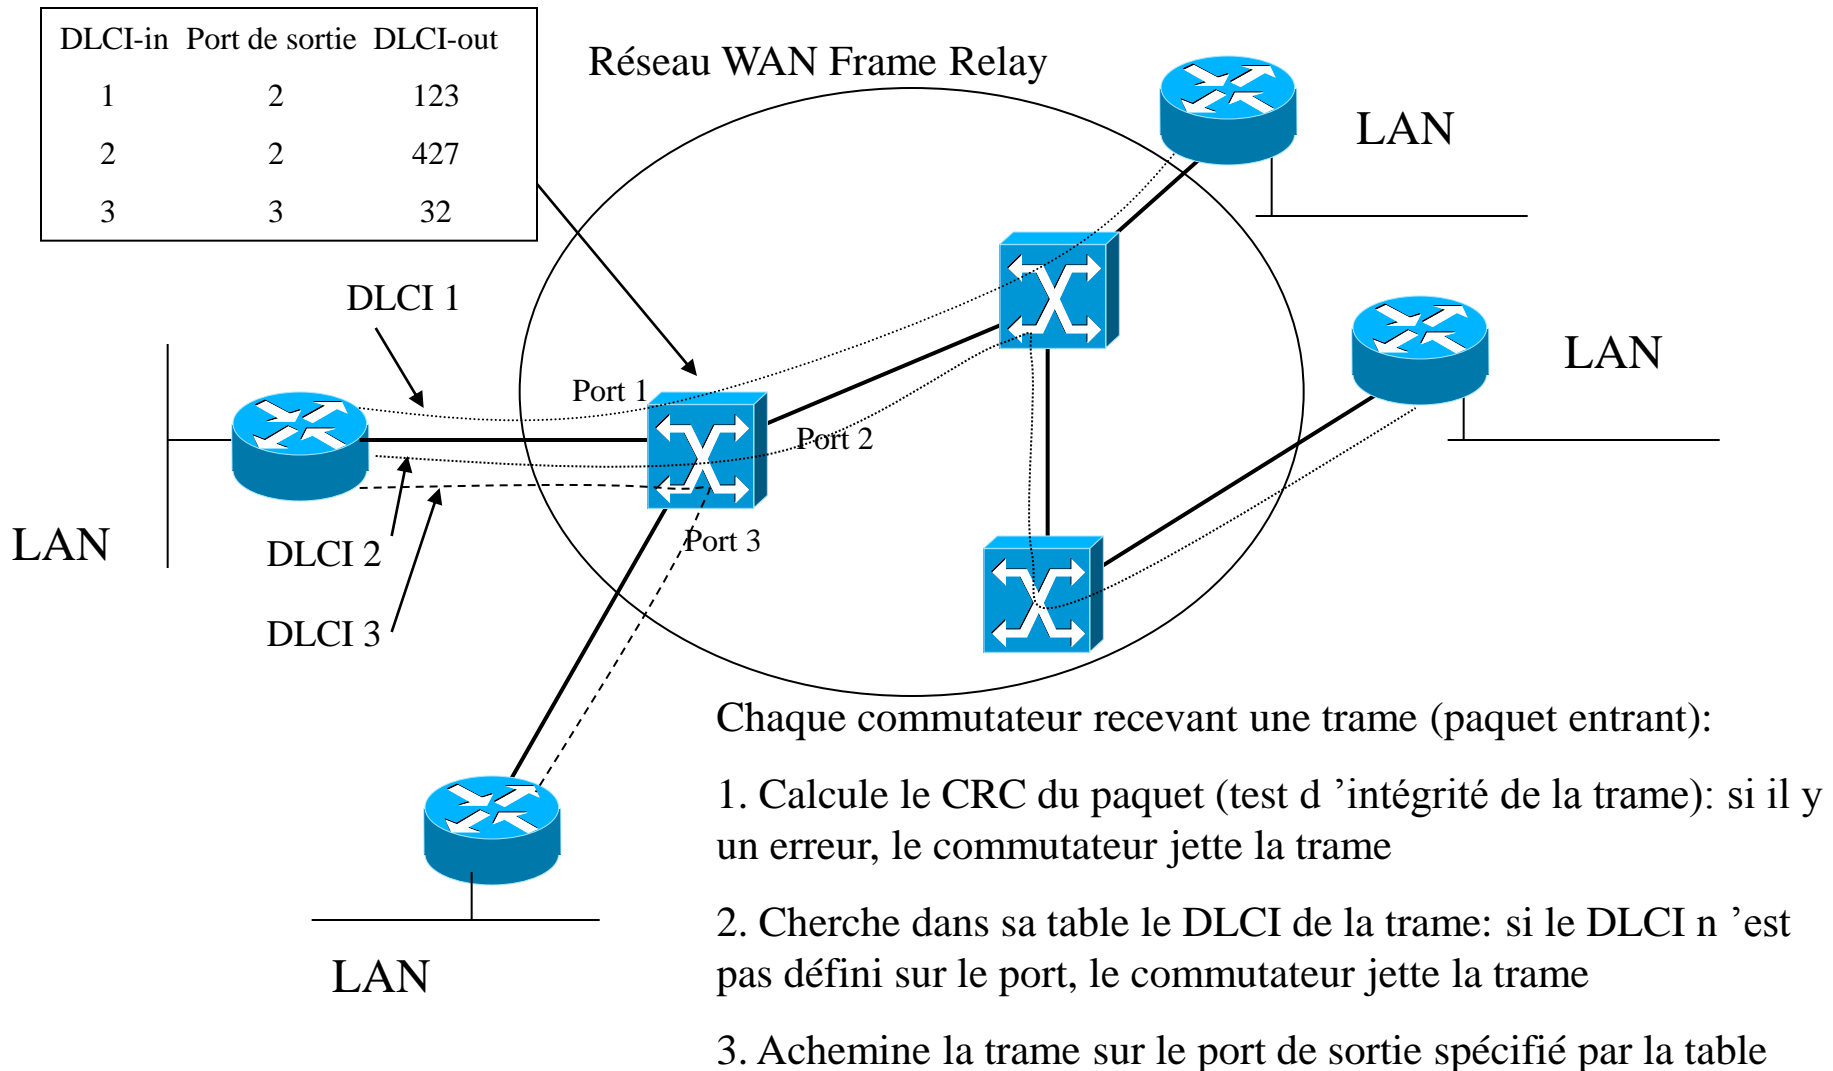 DLCI-in Port de sortie DLCI-out
1 2 123
2 2 427
3 3 32
Réseau WAN Frame Relay
LAN
DLCI 1
LAN
Port 1
Port 2
LAN
DLCI 2
Port 3
DLCI 3
LAN
Chaque commutateur recevant une trame (paquet entrant):
1. Calcule le CRC du paquet (test d ’intégrité de la trame): si il y
un erreur, le commutateur jette la trame
2. Cherche dans sa table le DLCI de la trame: si le DLCI n ’est
pas défini sur le port, le commutateur jette la trame
3. Achemine la trame sur le port de sortie spécifié par la table